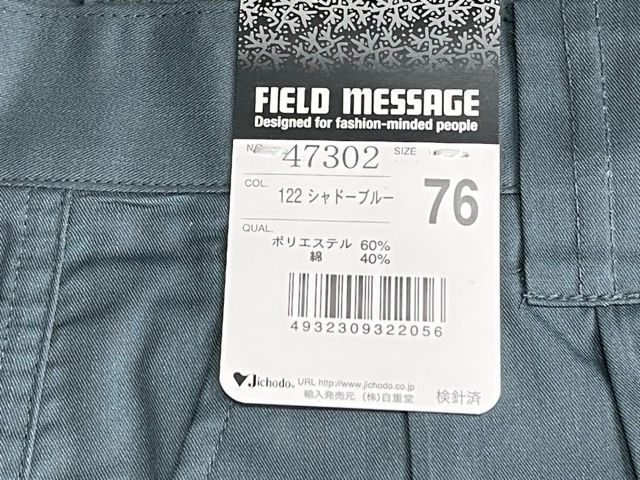 FIELD MESSAGE
Designed for fashion-minded people
47302
SIZE
COL. 122 シャドーブルー 76
QUAL.
ポリエステル 60%
綿 40%
4932309322056
Jichodo® URL http://www.jichodo.co.jp
輸入発売元 (株)自重堂 検針済